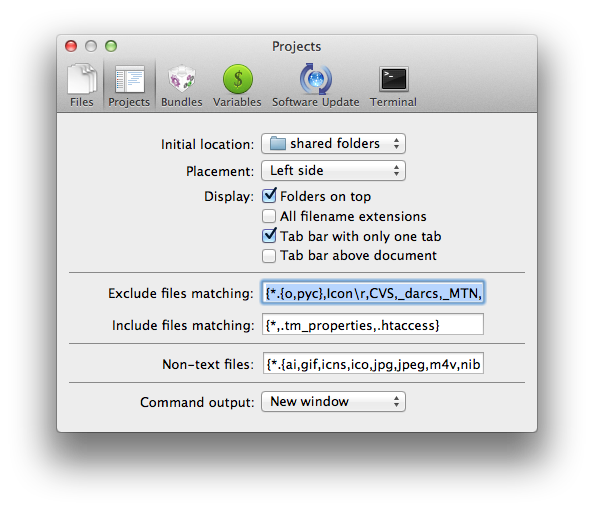 Projects
$
Files Projects Bundles Variables Software Update Terminal
Initial location: shared folders
Placement: Left side
Display: Folders on top
All filename extensions
Tab bar with only one tab
Tab bar above document
Exclude files matching: {*.{o,pyc},Icon\r,CVS,_darcs,_MTN,
Include files matching: {*,.tm_properties,.htaccess}
Non-text files: {*.{ai,gif,icns,ico,jpg,jpeg,m4v,nib
Command output: New window